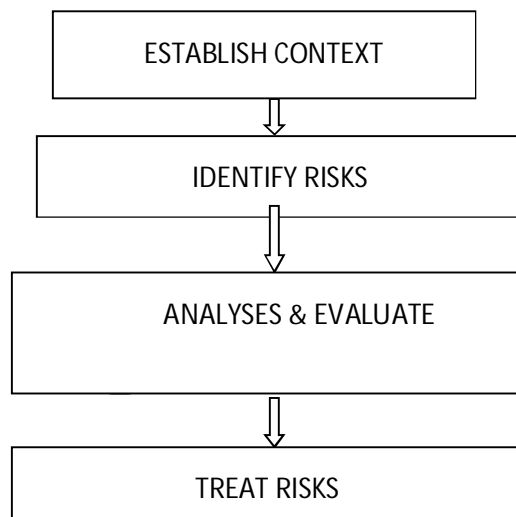 ESTABLISH CONTEXT
IDENTIFY RISKS
ANALYSES & EVALUATE
TREAT RISKS